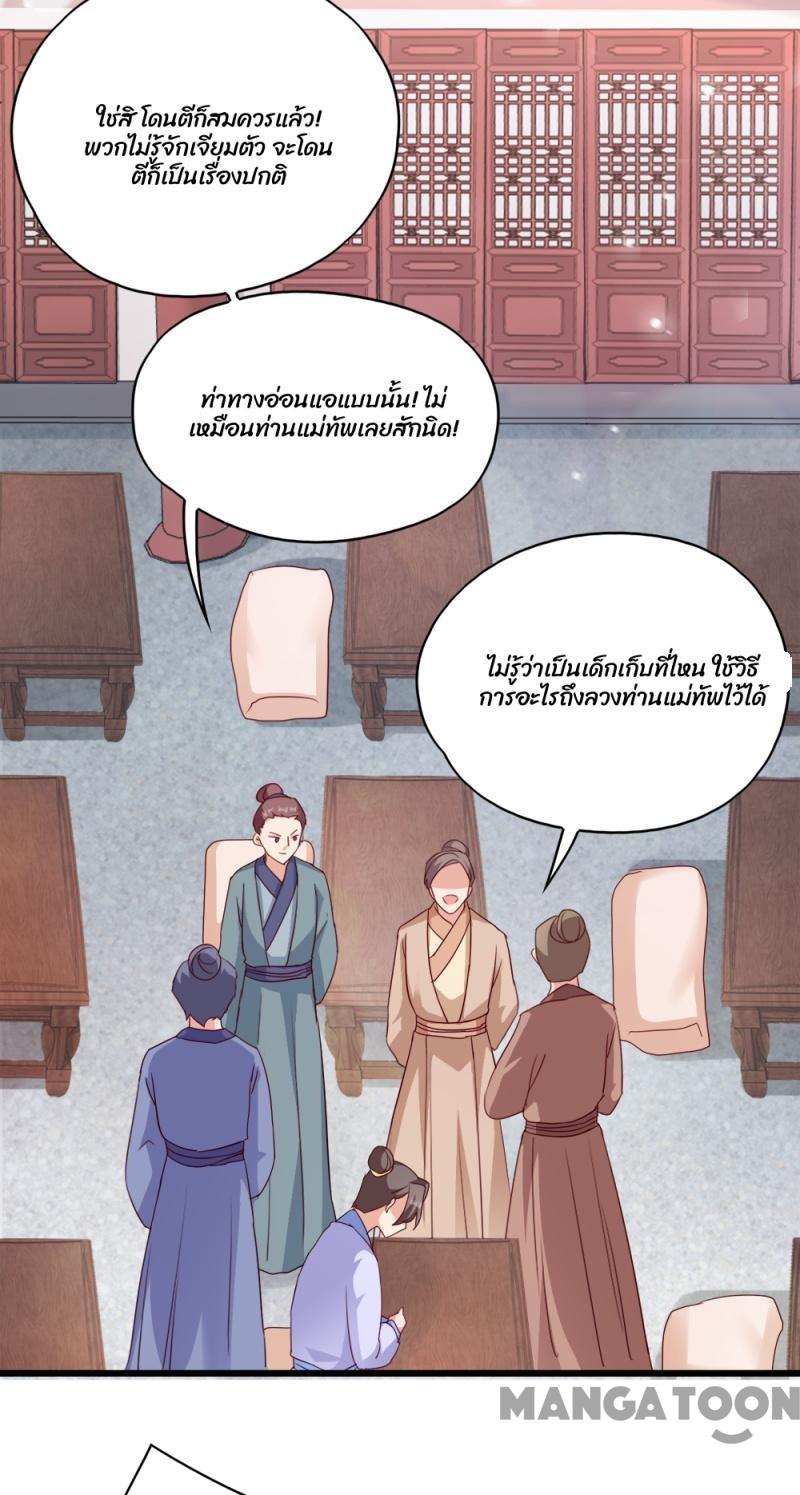 ใช่สิ โดนตีก็สมควรแล้ว!
พวกไม่รู้จักเจียมตัว จะโดน
ตีก็เป็นเรื่องปกติ
ท่าทางอ่อนแอแบบนั้น! ไม่
เหมือนท่านแม่ทัพเลยสักนิด!
ไม่รู้ว่าเป็นเด็กเก็บที่ไหน ใช้วิธี
การอะไรถึงลวงท่านแม่ทัพไว้ได้
MANGATOON